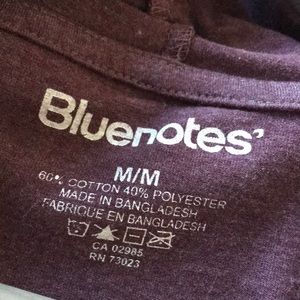 Bluenotes
M/M
60% COTTON 40% POLYESTER
MADE IN BANGLADESH
FABRIQUE EN BANGLADESH
CA 02985
RN 73023